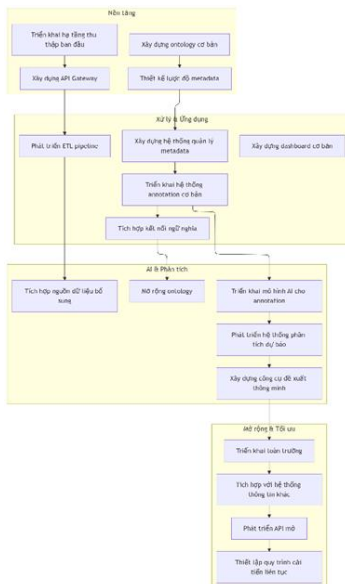 Nền tảng
Triển khai hạ tầng thu
thập ban đầu
Xây dựng ontology cơ bản
Xây dựng API Gateway
Thiết kế lược đồ metadata
Xử lý & Ứng dụng
Phát triển ETL pipeline
Xây dựng hệ thống quản lý
metadata
Xây dựng dashboard cơ bản
Triển khai hệ thống
annotation cơ bản
Tích hợp kết nối ngữ nghĩa
AI & Phân tích
Tích hợp nguồn dữ liệu bổ
sung
Mở rộng ontology
Triển khai mô hình AI cho
annotation
Phát triển hệ thống phân
tích dự báo
Xây dựng công cụ đề xuất
thông minh
Mở rộng & Tối ưu
Triển khai toàn trường
Tích hợp với hệ thống
thông tin khác
Phát triển API mở
Thiết lập quy trình cải
tiến liên tục